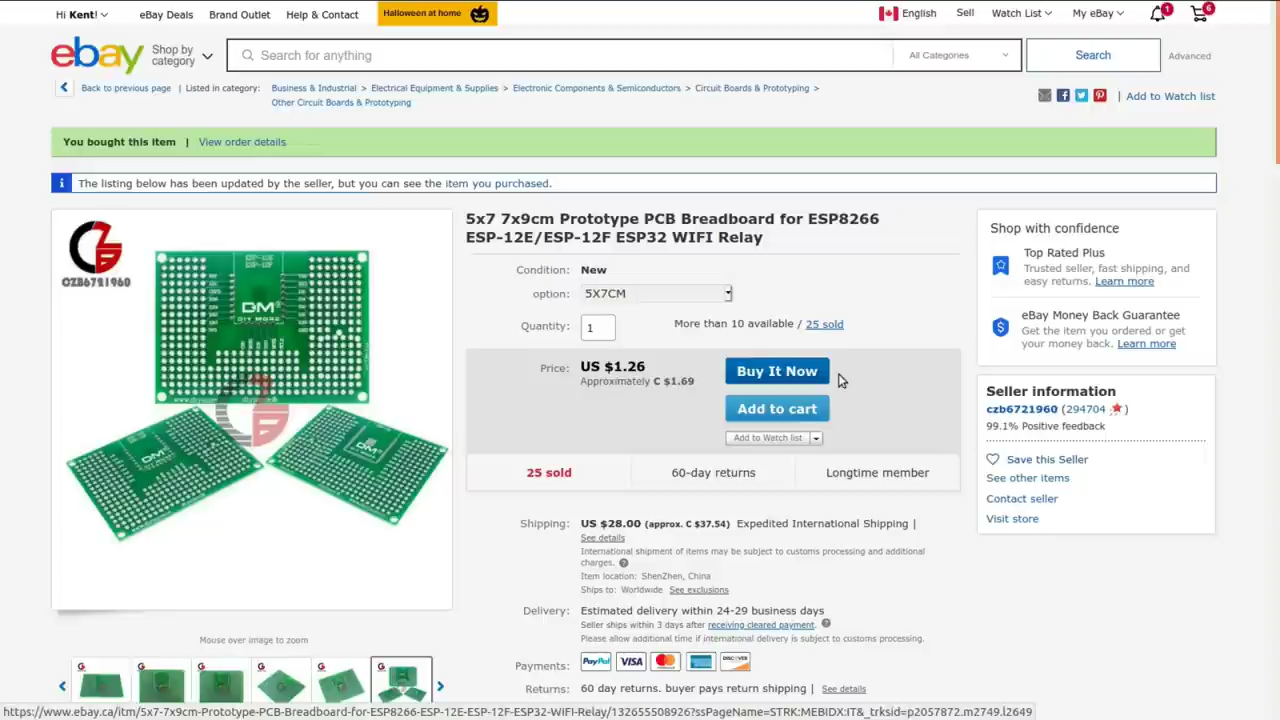 Hi Kent! eBay Deals Brand Outlet Help & Contact Halloween at home English Sell Watch List My eBay 1 6
ebay Shop by category Search for anything All Categories Search Advanced
Back to previous page | Listed in category: Business & Industrial > Electrical Equipment & Supplies > Electronic Components & Semiconductors > Circuit Boards & Prototyping >
Other Circuit Boards & Prototyping
| Add to Watch list
You bought this item | View order details
i The listing below has been updated by the seller, but you can see the item you purchased.
CZB6721960
ESP-12F
DM
DIY MORE
5x7 7x9cm Prototype PCB Breadboard for ESP8266
ESP-12E/ESP-12F ESP32 WIFI Relay
Condition: New
option: 5X7CM
Quantity: 1 More than 10 available / 25 sold
Price: US $1.26 Buy It Now
Approximately C $1.69
Add to cart
Add to Watch list
25 sold 60-day returns Longtime member
Shipping: US $28.00 (approx. C $37.54) Expedited International Shipping |
See details
International shipment of items may be subject to customs processing and additional
charges. ?
Item location: ShenZhen, China
Ships to: Worldwide See exclusions
Delivery: Estimated delivery within 24-29 business days
Seller ships within 3 days after receiving cleared payment. ?
Please allow additional time if international delivery is subject to customs processing.
Payments: PayPal VISA DISCOVER
Returns: 60 day returns. buyer pays return shipping | See details
Shop with confidence
Top Rated Plus
Trusted seller, fast shipping, and
easy returns. Learn more
eBay Money Back Guarantee
Get the item you ordered or get
your money back. Learn more
Seller information
czb6721960 (294704 )
99.1% Positive feedback
Save this Seller
See other items
Contact seller
Visit store
Mouse over image to zoom
https://www.ebay.ca/itm/5x7-7x9cm-Prototype-PCB-Breadboard-for-ESP8266-ESP-12E-ESP-12F-ESP32-WIFI-Relay/132655508926?ssPageName=STRK:MEBIDX:IT&_trksid=p2057872.m2749.l2649